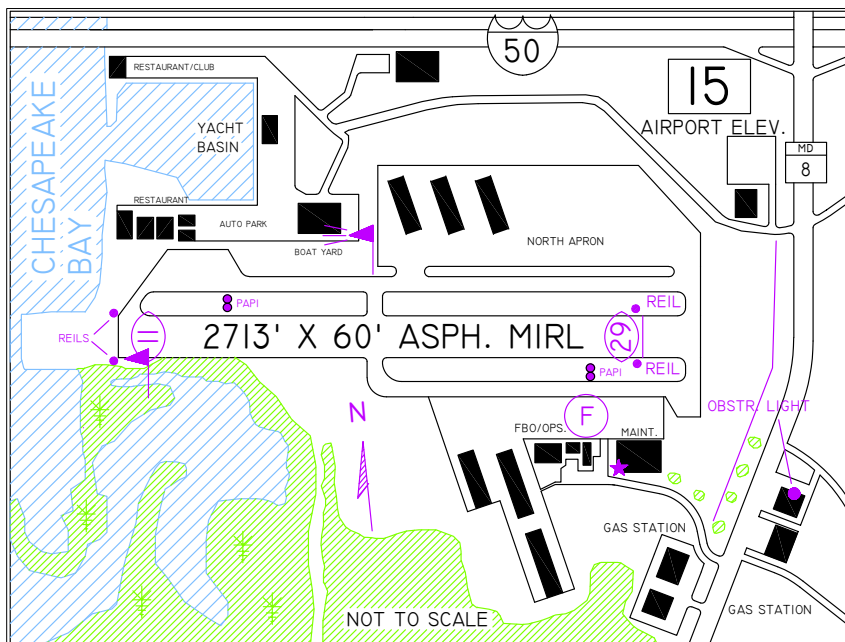 50
15
AIRPORT ELEV.
MD
8
RESTAURANT/CLUB
YACHT
BASIN
CHESAPEAKE
BAY
RESTAURANT
AUTO PARK
BOAT YARD
NORTH APRON
PAPI
REIL
REILS
11
2713' X 60' ASPH. MIRL
29
PAPI
REIL
N
F
OBSTR. LIGHT
FBO/OPS.
MAINT.
GAS STATION
GAS STATION
NOT TO SCALE